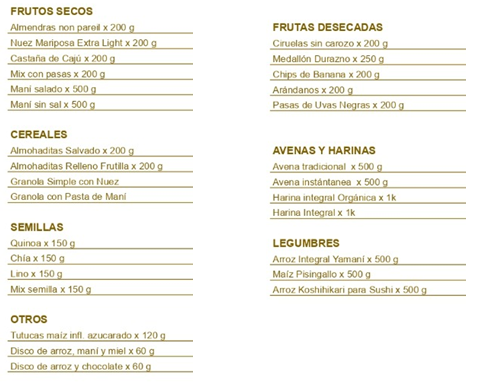 FRUTOS SECOS
Almendras non pareil x 200 g
Nuez Mariposa Extra Light x 200 g
Castaña de Cajú x 200 g
Mix con pasas x 200 g
Maní salado x 500 g
Maní sin sal x 500 g
CEREALES
Almohaditas Salvado x 200 g
Almohaditas Relleno Frutilla x 200 g
Granola Simple con Nuez
Granola con Pasta de Maní
SEMILLAS
Quinoa x 150 g
Chía x 150 g
Lino x 150 g
Mix semilla x 150 g
OTROS
Tutucas maíz infl. azucarado x 120 g
Disco de arroz, maní y miel x 60 g
Disco de arroz y chocolate x 60 g
FRUTAS DESECADAS
Ciruelas sin carozo x 200 g
Medallón Durazno x 250 g
Chips de Banana x 200 g
Arándanos x 200 g
Pasas de Uvas Negras x 200 g
AVENAS Y HARINAS
Avena tradicional x 500 g
Avena instántanea x 500 g
Harina integral Orgánica x 1k
Harina Integral x 1k
LEGUMBRES
Arroz Integral Yamaní x 500 g
Maíz Pisingallo x 500 g
Arroz Koshihikari para Sushi x 500 g